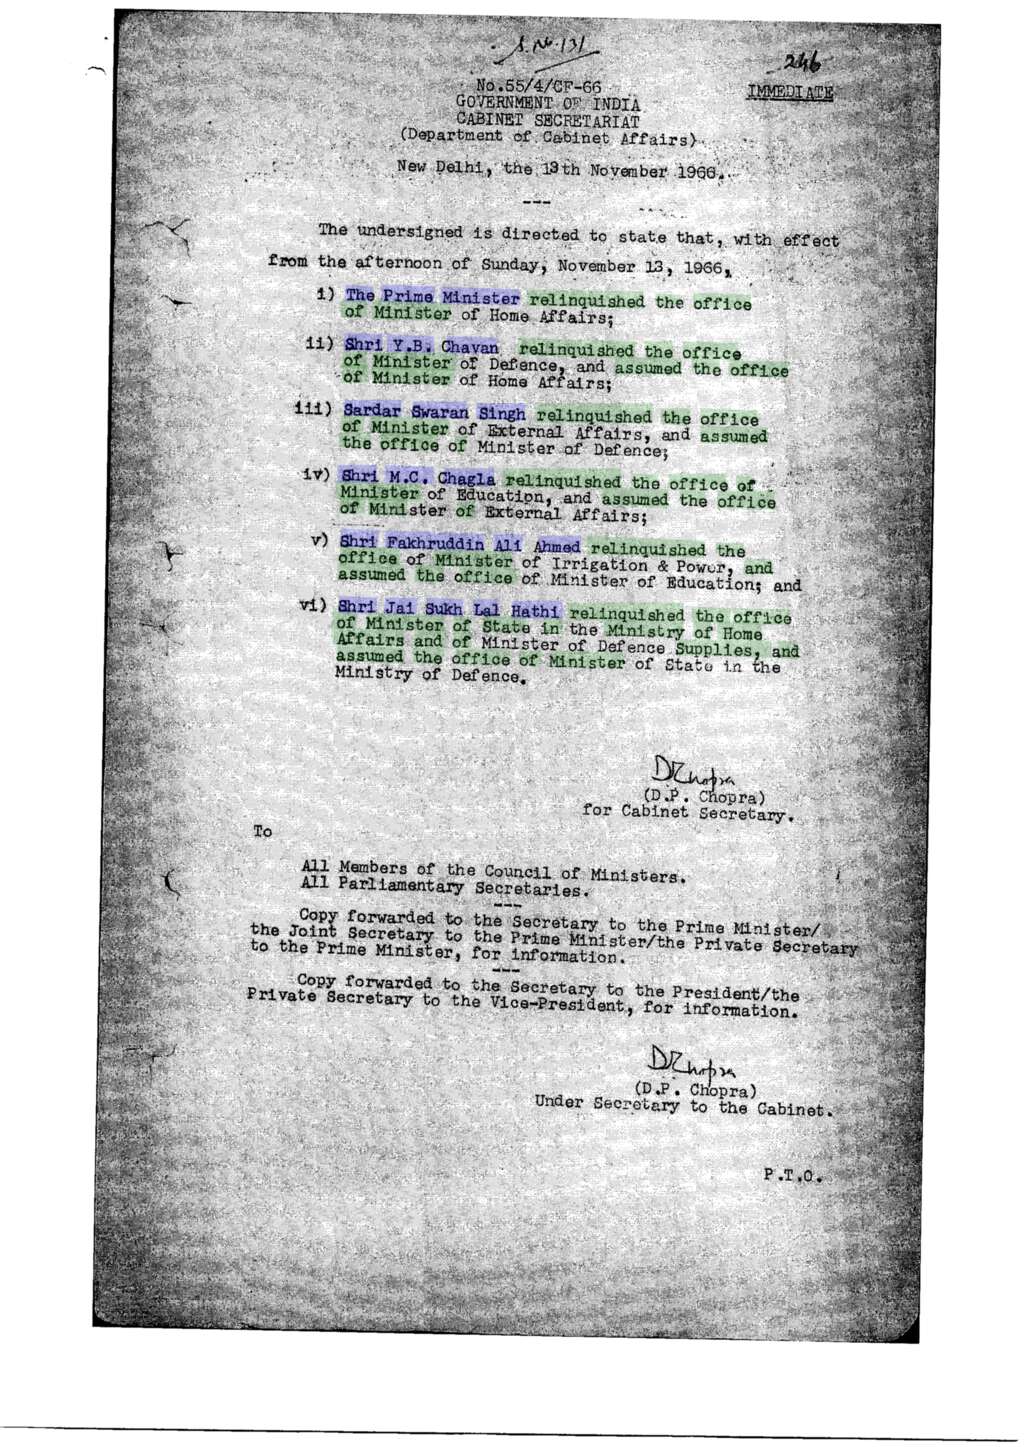 S.No.131
246
No.55/4/CF-66
IMMEDIATE
GOVERNMENT OF INDIA
CABINET SECRETARIAT
(Department of Cabinet Affairs)
New Delhi, the 13th November 1966.
---
The undersigned is directed to state that, with effect
from the afternoon of Sunday, November 13, 1966,
i) The Prime Minister relinquished the office
of Minister of Home Affairs;
ii) Shri Y.B. Chavan relinquished the office
of Minister of Defence, and assumed the office
of Minister of Home Affairs;
iii) Sardar Swaran Singh relinquished the office
of Minister of External Affairs, and assumed
the office of Minister of Defence;
iv) Shri M.C. Chagla relinquished the office of
Minister of Education, and assumed the office
of Minister of External Affairs;
v) Shri Fakhruddin Ali Ahmed relinquished the
office of Minister of Irrigation & Power, and
assumed the office of Minister of Education; and
vi) Shri Jai Sukh Lal Hathi relinquished the office
of Minister of State in the Ministry of Home
Affairs and of Minister of Defence Supplies, and
assumed the office of Minister of State in the
Ministry of Defence.
DPChopra
(D.P. Chopra)
for Cabinet Secretary.
To
All Members of the Council of Ministers.
All Parliamentary Secretaries.
---
Copy forwarded to the Secretary to the Prime Minister/
the Joint Secretary to the Prime Minister/the Private Secretary
to the Prime Minister, for information.
---
Copy forwarded to the Secretary to the President/the
Private Secretary to the Vice-President, for information.
DPChopra
(D.P. Chopra)
Under Secretary to the Cabinet.
P.T.O.